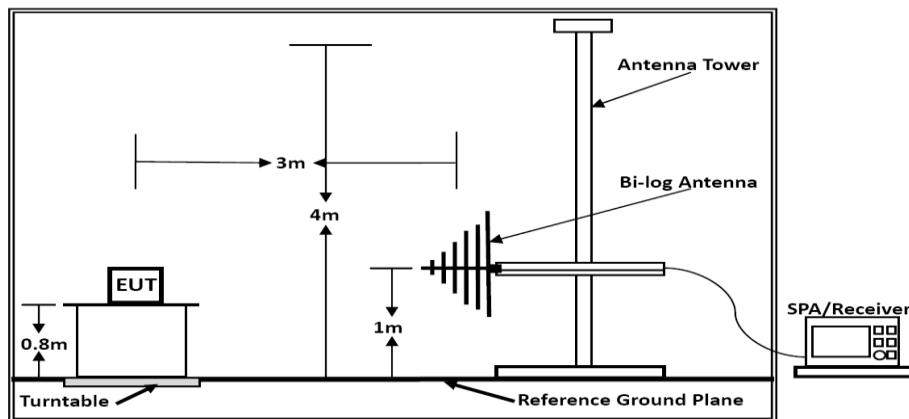 Antenna Tower
3m
Bi-log Antenna
4m
EUT
SPA/Receiver
0.8m
1m
Turntable
Reference Ground Plane